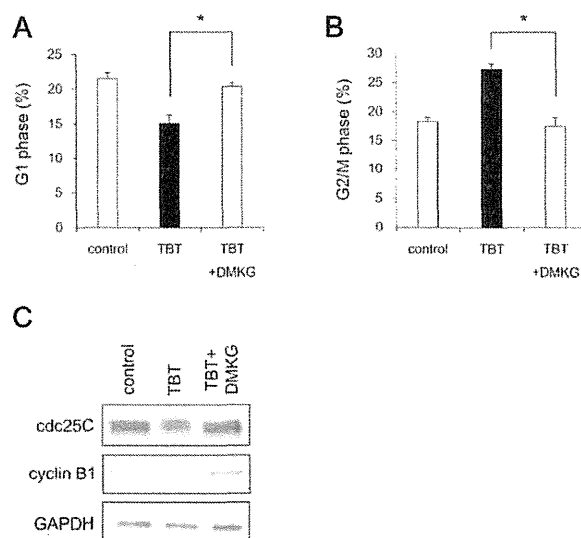 A
*
G1 phase (%)
25
20
15
10
5
0
control
TBT
TBT
+DMKG
B
*
G2/M phase (%)
30
25
20
15
10
5
0
control
TBT
TBT
+DMKG
C
control
TBT
TBT+
DMKG
cdc25C
cyclin B1
GAPDH